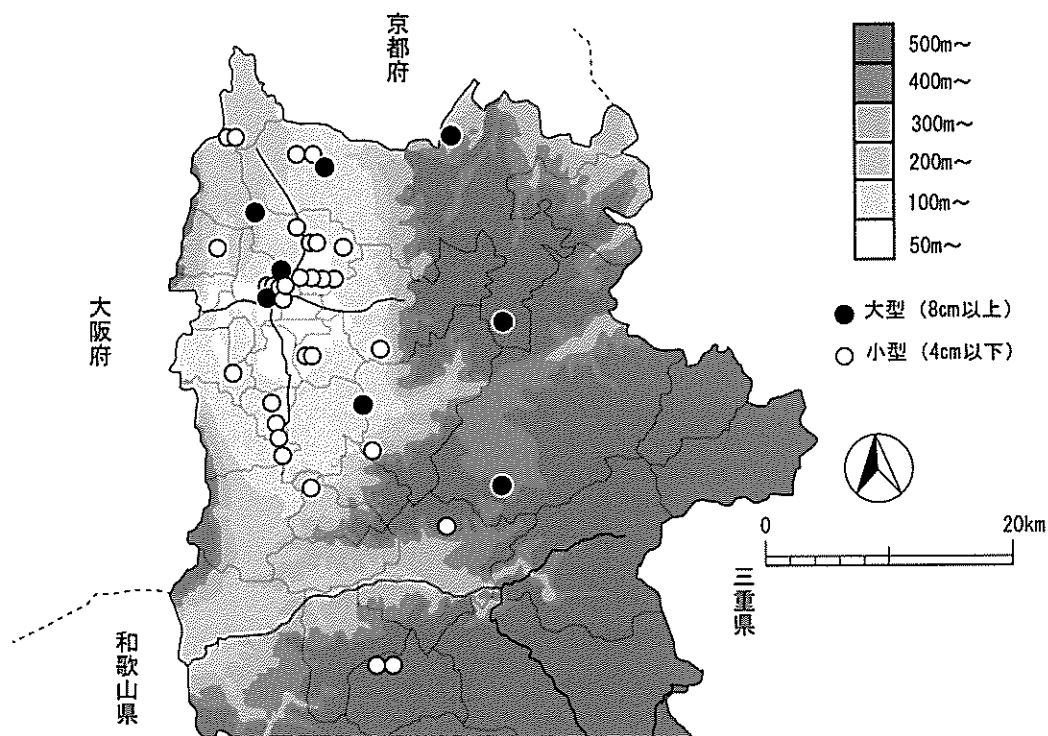 京都府
500m～
400m～
300m～
200m～
100m～
50m～
大型（8cm以上）
小型（4cm以下）
大阪府
0
20km
三重県
和歌山県